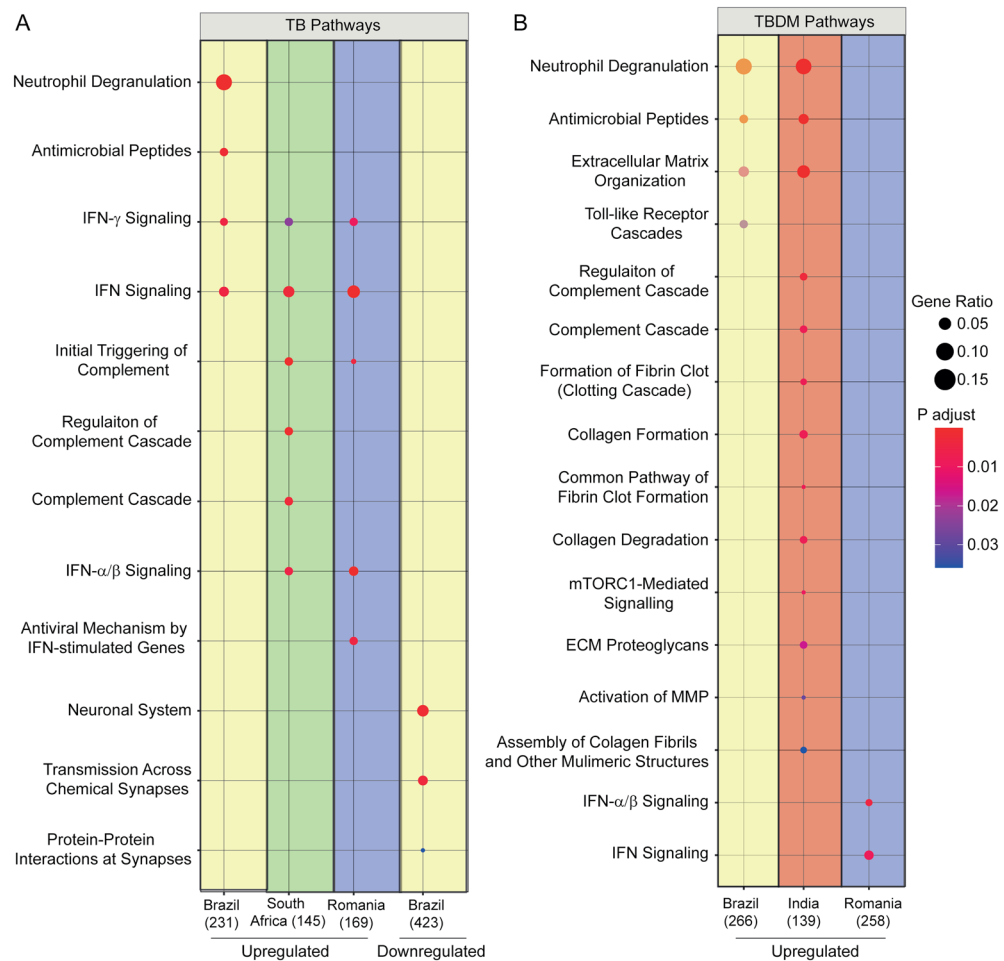 A
TB Pathways
Neutrophil Degranulation
Antimicrobial Peptides
IFN-γ Signaling
IFN Signaling
Initial Triggering of
Complement
Regulaiton of
Complement Cascade
Complement Cascade
IFN-α/β Signaling
Antiviral Mechanism by
IFN-stimulated Genes
Neuronal System
Transmission Across
Chemical Synapses
Protein-Protein
Interactions at Synapses
Brazil
(231)
South
Africa (145)
Romania
(169)
Brazil
(423)
Upregulated
Downregulated
B
TBDM Pathways
Neutrophil Degranulation
Antimicrobial Peptides
Extracellular Matrix
Organization
Toll-like Receptor
Cascades
Regulaiton of
Complement Cascade
Complement Cascade
Formation of Fibrin Clot
(Clotting Cascade)
Collagen Formation
Common Pathway of
Fibrin Clot Formation
Collagen Degradation
mTORC1-Mediated
Signalling
ECM Proteoglycans
Activation of MMP
Assembly of Colagen Fibrils
and Other Mulimeric Structures
IFN-α/β Signaling
IFN Signaling
Brazil
(266)
India
(139)
Romania
(258)
Upregulated
Gene Ratio
0.05
0.10
0.15
P adjust
0.01
0.02
0.03